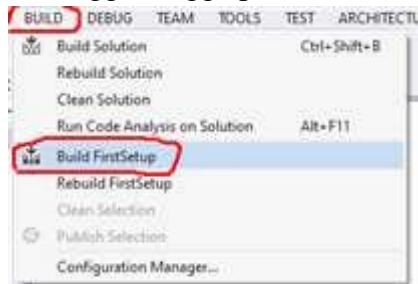 BUILD DEBUG TEAM TOOLS TEST ARCHITECTU
Build Solution Ctrl+Shift+B
Rebuild Solution
Clean Solution
Run Code Analysis on Solution Alt+F11
Build FirstSetup
Rebuild FirstSetup
Clean Selection
Publish Selection
Configuration Manager...